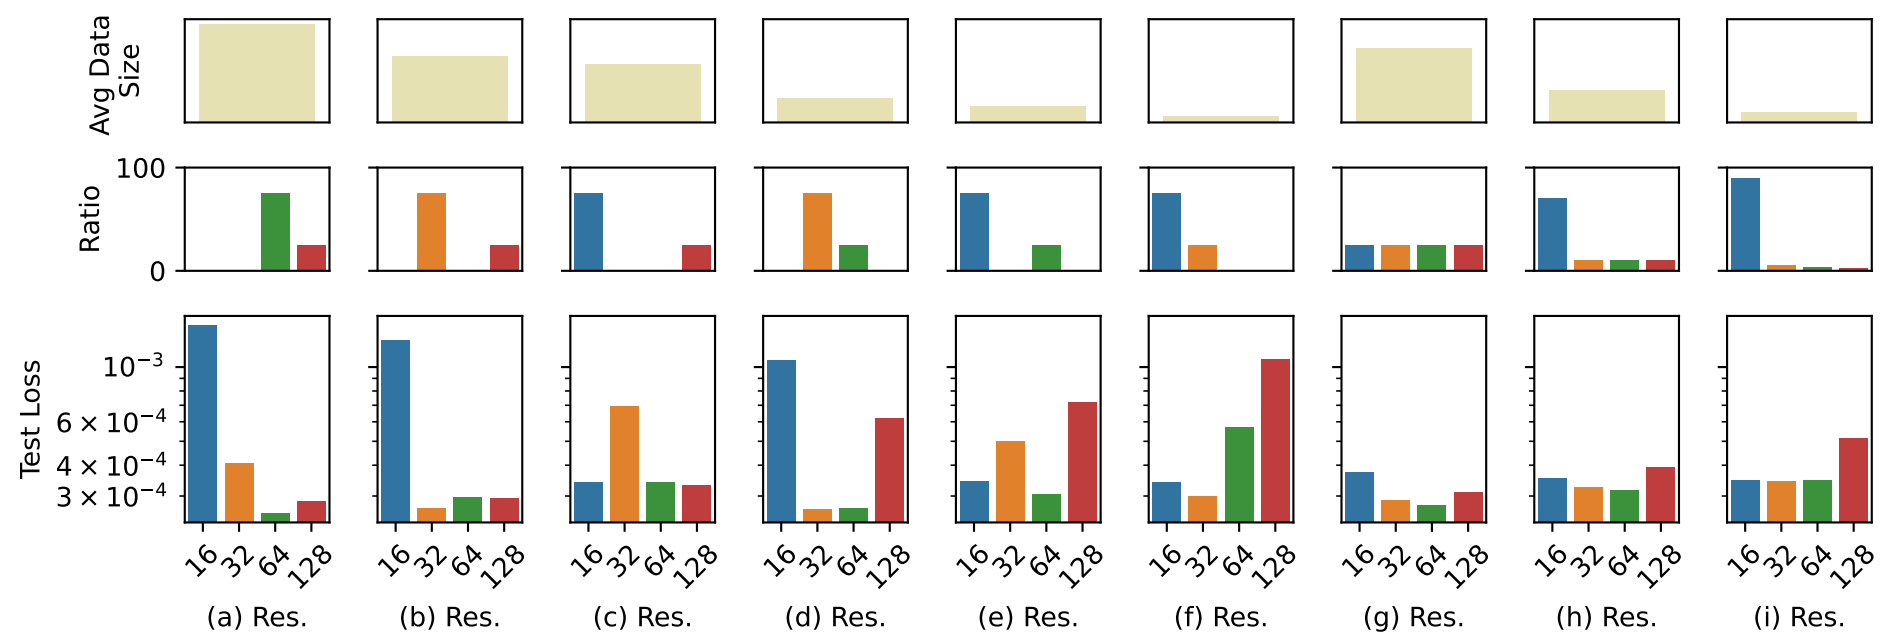 Avg Data
Size
100
0
Ratio
10⁻³
6 × 10⁻⁴
4 × 10⁻⁴
3 × 10⁻⁴
Test Loss
16 32 64 128 16 32 64 128 16 32 64 128 16 32 64 128 16 32 64 128 16 32 64 128 16 32 64 128 16 32 64 128 16 32 64 128
(a) Res. (b) Res. (c) Res. (d) Res. (e) Res. (f) Res. (g) Res. (h) Res. (i) Res.